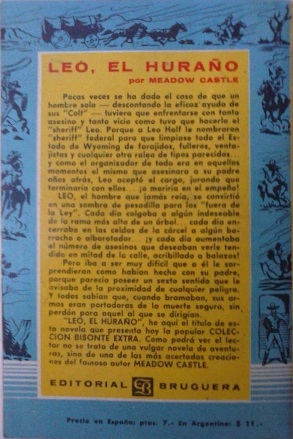 LEO, EL HURAÑO
por MEADOW CASTLE
Pocas veces se ha dado el caso de que un
hombre solo — descontando la eficaz ayuda de
sus "Colt" — tuviera que enfrentarse con tanto
asesino y tanto vicio como tuvo que hacerlo el
"sheriff" Leo. Porque a Leo Half le nombraron
"sheriff" federal para que limpiase todo el Es-
tado de Wyoming de forajidos, fulleros, venta-
jistas y cualquier otra ralea de tipos parecidos.
y como el organizador de todo era en aquellos
momentos el mismo que asesinara a su padre
años atrás, Leo aceptó el cargo, jurando que
terminaría con ellos... ¡o moriría en el empeño!
LEO, el hombre que jamás reía, se convirtió
en una sombra de pesadilla para los "fuera de
la Ley". Cada día colgaba a algún indeseable
de la rama más alta de un árbol... cada día en-
cerraba en las celdas de la cárcel a algún bo-
rracho o alborotador... ¡y cada día aumentaba
el número de asesinos que deseaban verle ten-
dido en mitad de la calle, acribillado a balazos!
Pero iba a ser muy difícil que a él le sor-
prendieran como habían hecho con su padre,
porque parecía poseer un sexto sentido que le
avisaba de la proximidad de cualquier peligro.
Y todos sabían que, cuando bramaban, sus ar-
mas eran portadoras de la muerte segura, sin
perdón para aquel al que se dirigían.
"LEO, EL HURAÑO", he aquí el título de es-
ta novela que presenta hoy la popular COLEC-
CION BISONTE EXTRA. Como podrá ver el lec-
tor no se trata de una vulgar novela de aventu-
ras, sino de una de las más acertadas creacio-
nes del famoso autor MEADOW CASTLE.
EDITORIAL B BRUGUERA
Precio en España: ptas. 7.- En Argentina: $ 11.-